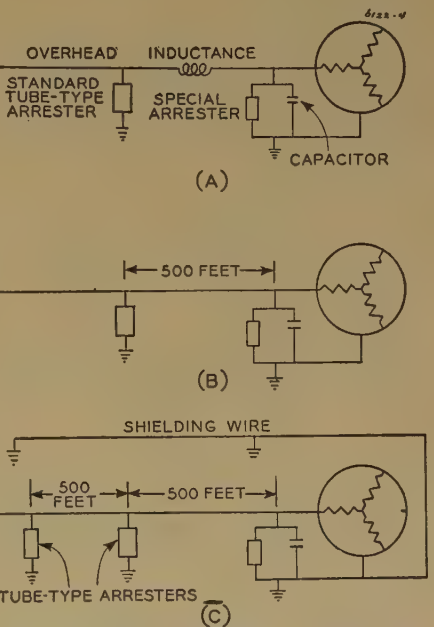 6122-4
OVERHEAD
INDUCTANCE
STANDARD
TUBE-TYPE
ARRESTER
SPECIAL
ARRESTER
CAPACITOR
(A)
500 FEET
(B)
SHIELDING WIRE
500
FEET
500 FEET
TUBE-TYPE ARRESTERS
(C)